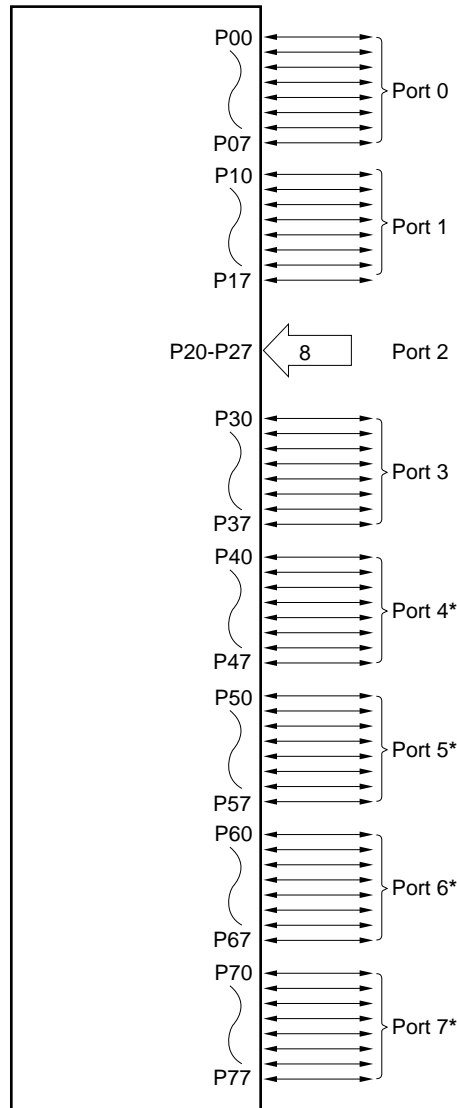 P00
Port 0
P07
P10
Port 1
P17
P20-P27 8 Port 2
P30
Port 3
P37
P40
Port 4*
P47
P50
Port 5*
P57
P60
Port 6*
P67
P70
Port 7*
P77